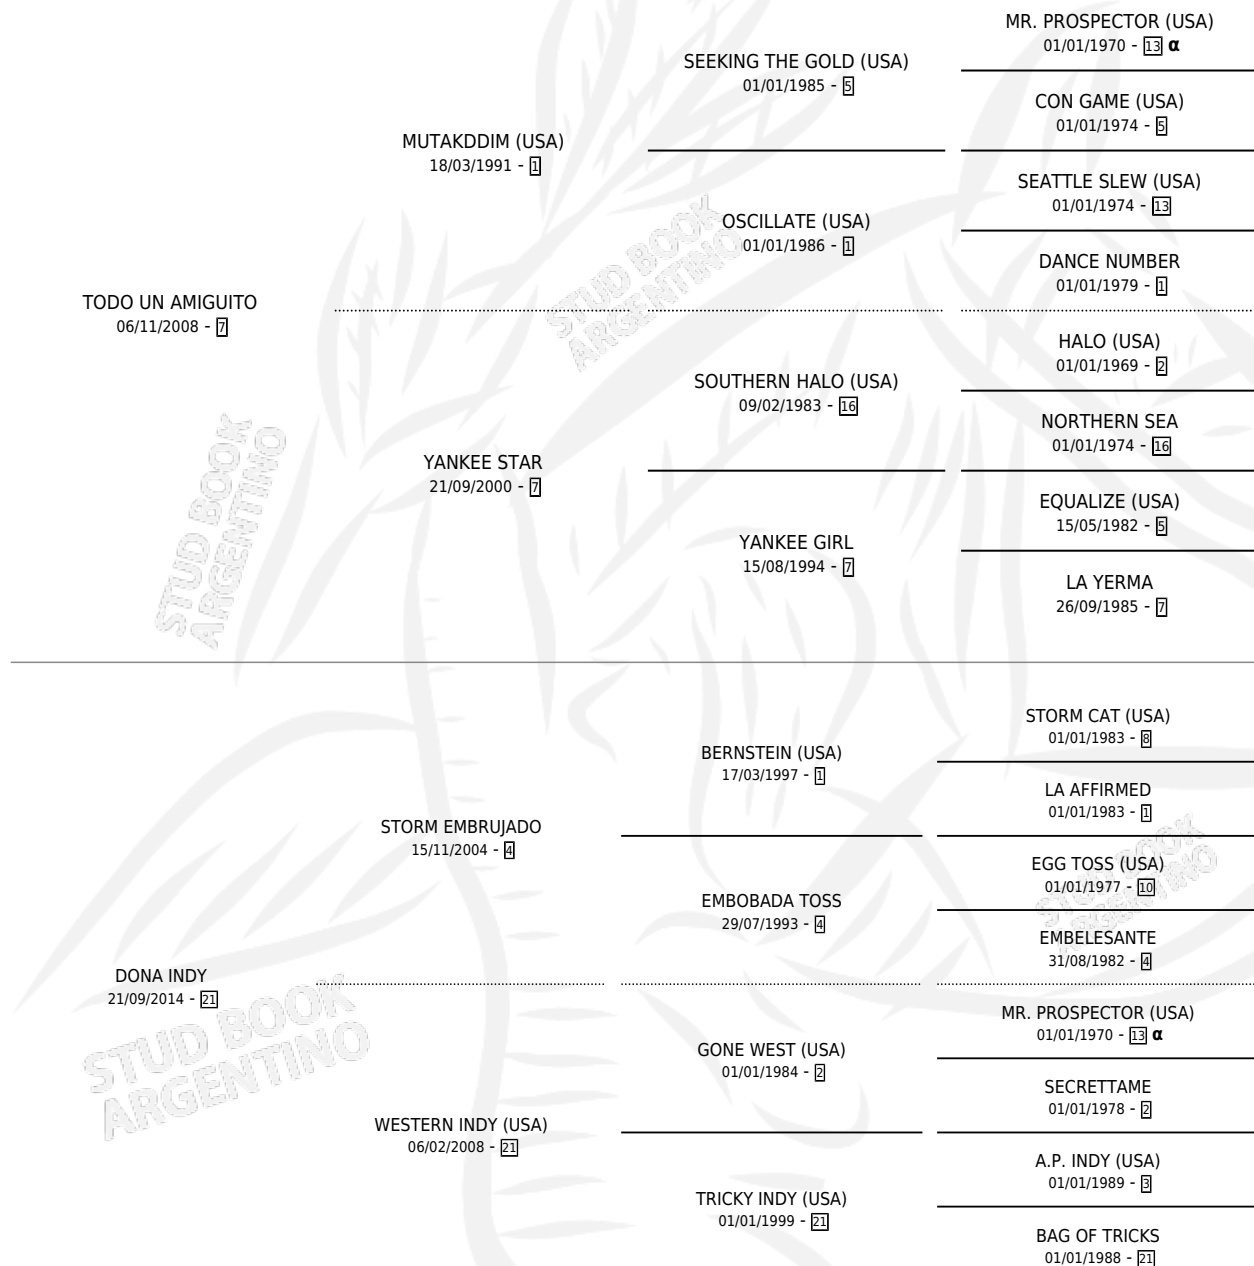 MR. PROSPECTOR (USA)
01/01/1970 - 13 α
SEEKING THE GOLD (USA)
01/01/1985 - 5
CON GAME (USA)
01/01/1974 - 5
MUTAKDDIM (USA)
18/03/1991 - 1
SEATTLE SLEW (USA)
01/01/1974 - 13
OSCILLATE (USA)
01/01/1986 - 1
DANCE NUMBER
01/01/1979 - 1
TODO UN AMIGUITO
06/11/2008 - 7
HALO (USA)
01/01/1969 - 2
SOUTHERN HALO (USA)
09/02/1983 - 16
NORTHERN SEA
01/01/1974 - 16
YANKEE STAR
21/09/2000 - 7
EQUALIZE (USA)
15/05/1982 - 5
YANKEE GIRL
15/08/1994 - 7
LA YERMA
26/09/1985 - 7
STORM CAT (USA)
01/01/1983 - 8
BERNSTEIN (USA)
17/03/1997 - 1
LA AFFIRMED
01/01/1983 - 1
STORM EMBRUJADO
15/11/2004 - 4
EGG TOSS (USA)
01/01/1977 - 10
EMBOBADA TOSS
29/07/1993 - 4
EMBELESANTE
31/08/1982 - 4
DONA INDY
21/09/2014 - 21
MR. PROSPECTOR (USA)
01/01/1970 - 13 α
GONE WEST (USA)
01/01/1984 - 2
SECRETTAME
01/01/1978 - 2
WESTERN INDY (USA)
06/02/2008 - 21
A.P. INDY (USA)
01/01/1989 - 3
TRICKY INDY (USA)
01/01/1999 - 21
BAG OF TRICKS
01/01/1988 - 21
STUD BOOK
ARGENTINO
STUD BOOK
ARGENTINO
STUD BOOK
ARGENTINO
STUD BOOK
ARGENTINO